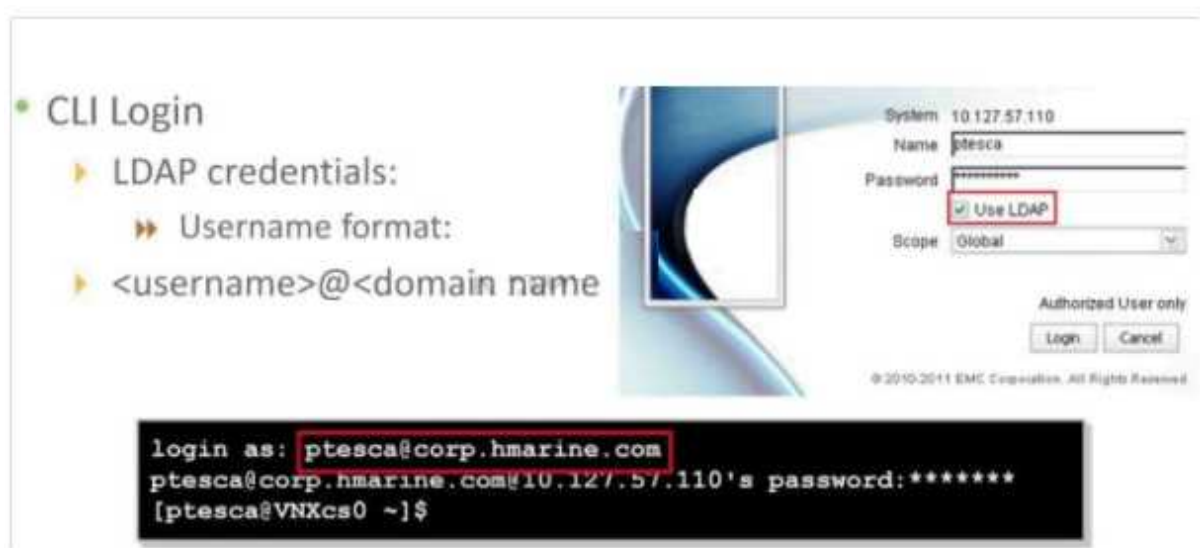 CLI Login
LDAP credentials:
Username format:
<username>@<domain name
System 10.127.57.110
Name ptesca
Password **********
Use LDAP
Scope Global
Authorized User only
Login Cancel
© 2010-2011 EMC Corporation. All Rights Reserved
login as: ptesca@corp.hmarine.com
ptesca@corp.hmarine.com@10.127.57.110's password:*******
[ptesca@VNXcs0 ~]$